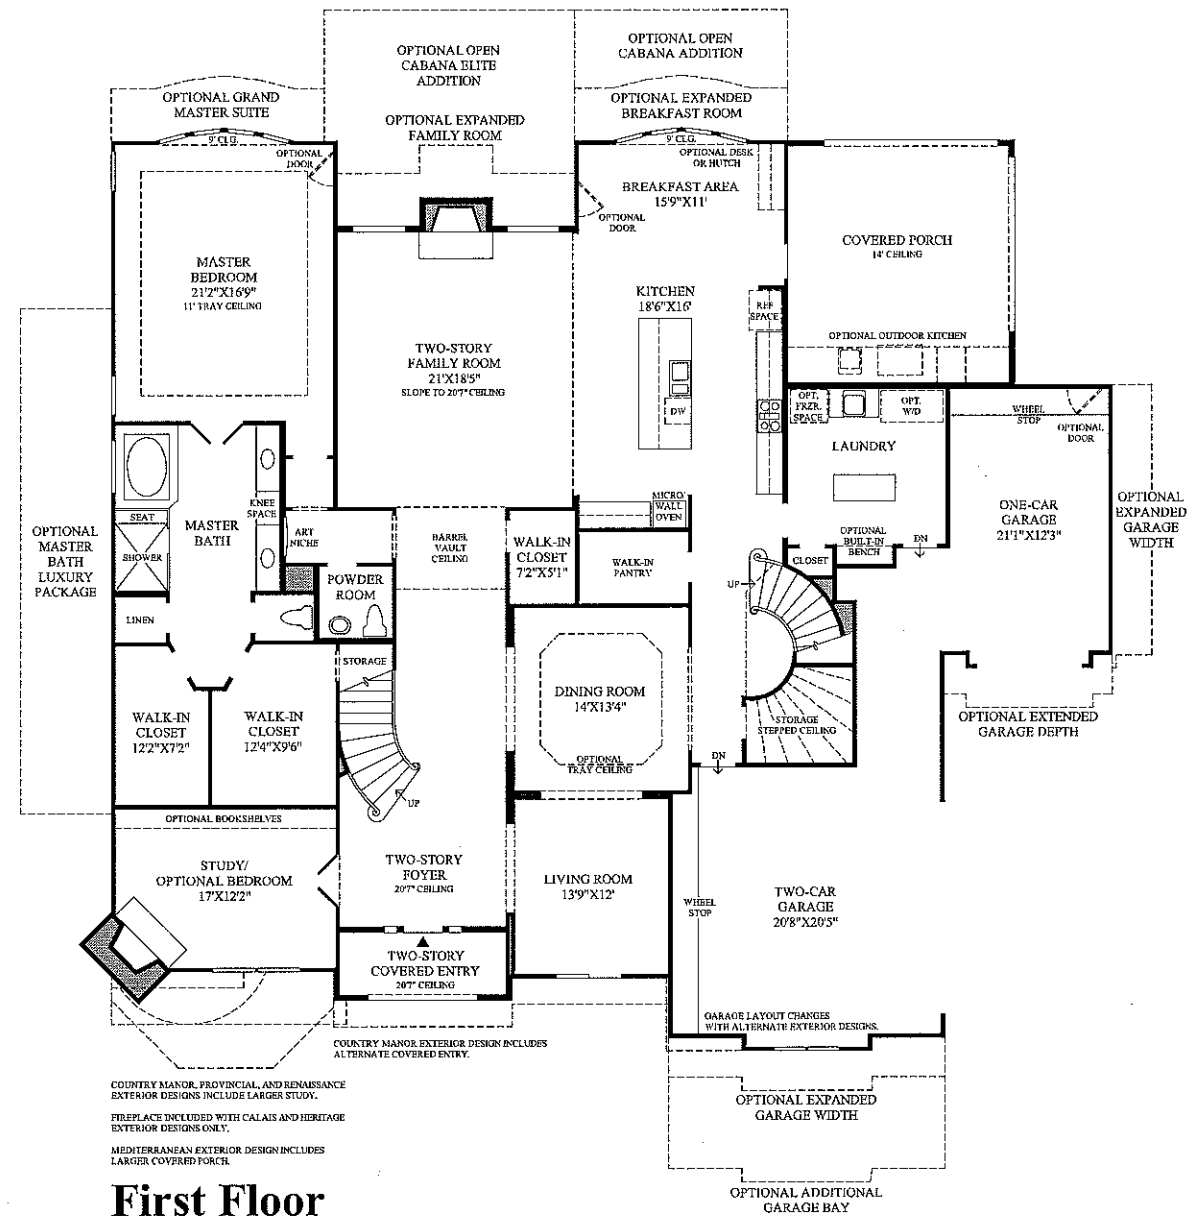 OPTIONAL OPEN
CABANA ELITE
ADDITION
OPTIONAL OPEN
CABANA ADDITION
OPTIONAL GRAND
MASTER SUITE
OPTIONAL EXPANDED
FAMILY ROOM
OPTIONAL EXPANDED
BREAKFAST ROOM
9' CLG.
9' CLG.
OPTIONAL
DOOR
OPTIONAL DESK
OR HUTCH
BREAKFAST AREA
15'9"X11'
OPTIONAL
DOOR
MASTER
BEDROOM
21'2"X16'9"
11' TRAY CEILING
COVERED PORCH
14' CEILING
KITCHEN
18'6"X16'
REF
SPACE
OPTIONAL OUTDOOR KITCHEN
TWO-STORY
FAMILY ROOM
21'X18'5"
SLOPE TO 20'7" CEILING
DW
OPT.
FRZR.
SPACE
OPT.
W/D
WHEEL
STOP
OPTIONAL
DOOR
LAUNDRY
KNEE
SPACE
SEAT
SHOWER
MASTER
BATH
ART
NICHE
BARREL
VAULT
CEILING
MICRO/
WALL
OVEN
WALK-IN
CLOSET
7'2"X5'1"
WALK-IN
PANTRY
OPTIONAL
BUILT-IN
BENCH
DN
CLOSET
ONE-CAR
GARAGE
21'1"X12'3"
OPTIONAL
EXPANDED
GARAGE
WIDTH
OPTIONAL
MASTER
BATH
LUXURY
PACKAGE
POWDER
ROOM
UP
LINEN
STORAGE
DINING ROOM
14'X13'4"
OPTIONAL
TRAY CEILING
WALK-IN
CLOSET
12'2"X7'2"
WALK-IN
CLOSET
12'4"X9'6"
STORAGE
STEPPED CEILING
OPTIONAL EXTENDED
GARAGE DEPTH
DN
UP
OPTIONAL BOOKSHELVES
STUDY/
OPTIONAL BEDROOM
17'X12'2"
TWO-STORY
FOYER
20'7" CEILING
LIVING ROOM
13'9"X12'
WHEEL
STOP
TWO-CAR
GARAGE
20'8"X20'5"
TWO-STORY
COVERED ENTRY
20'7" CEILING
GARAGE LAYOUT CHANGES
WITH ALTERNATE EXTERIOR DESIGNS.
COUNTRY MANOR EXTERIOR DESIGN INCLUDES
ALTERNATE COVERED ENTRY.
COUNTRY MANOR, PROVINCIAL, AND RENAISSANCE
EXTERIOR DESIGNS INCLUDE LARGER STUDY.
FIREPLACE INCLUDED WITH CALAIS AND HERITAGE
EXTERIOR DESIGNS ONLY.
MEDITERRANEAN EXTERIOR DESIGN INCLUDES
LARGER COVERED PORCH.
OPTIONAL EXPANDED
GARAGE WIDTH
OPTIONAL ADDITIONAL
GARAGE BAY
First Floor